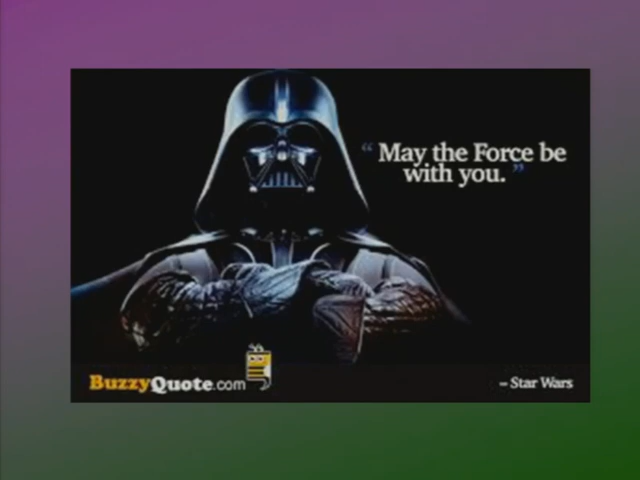 “ May the Force be
with you. ”
BuzzyQuote.com
– Star Wars